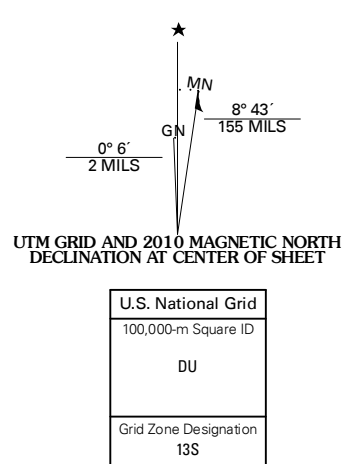 ★
MN
GN
8° 43´
155 MILS
0° 6´
2 MILS
UTM GRID AND 2010 MAGNETIC NORTH
DECLINATION AT CENTER OF SHEET
U.S. National Grid
100,000-m Square ID
DU
Grid Zone Designation
13S